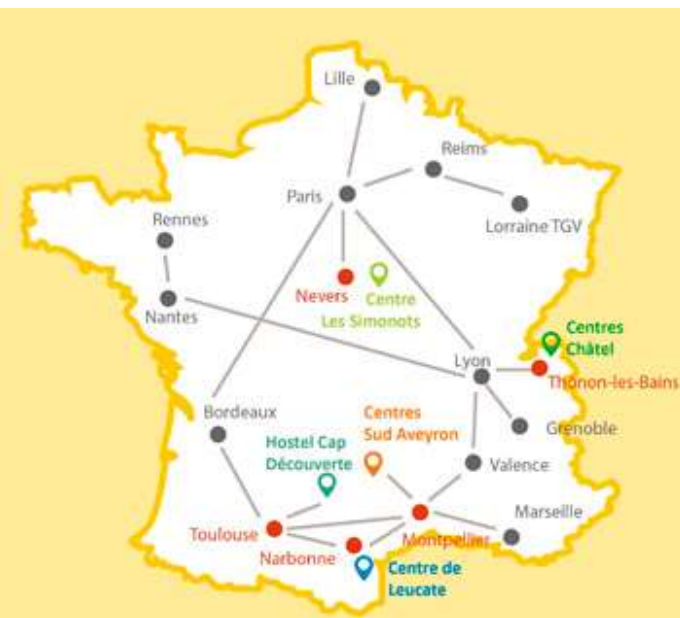 Lille
Reims
Paris
Lorraine TGV
Rennes
Nevers
Centre
Les Simonots
Nantes
Centres
Châtel
Lyon
Thonon-les-Bains
Bordeaux
Centres
Sud Aveyron
Grenoble
Hostel Cap
Découverte
Valence
Marseille
Toulouse
Montpellier
Narbonne
Centre de
Leucate